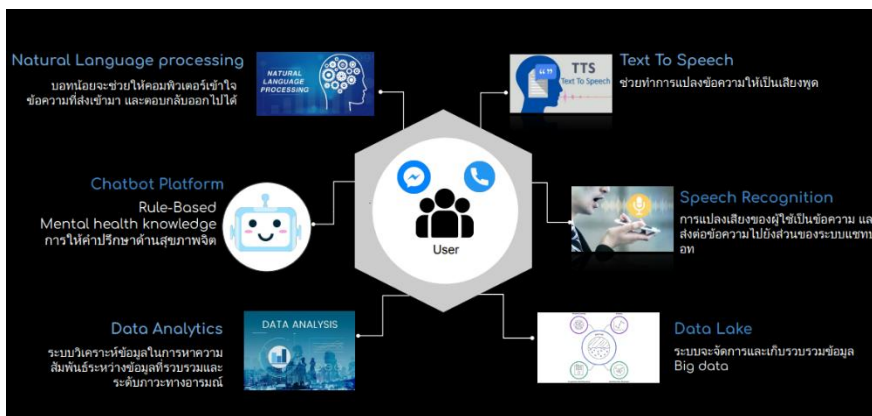 Natural Language processing
บอทน้อยจะช่วยให้คอมพิวเตอร์เข้าใจ
ข้อความที่ส่งเข้ามา และตอบกลับออกไปได้
NATURAL
LANGUAGE
PROCESSING
TTS
Text To Speech
Text To Speech
ช่วยทำการแปลงข้อความให้เป็นเสียงพูด
Chatbot Platform
Rule-Based
Mental health knowledge
การให้คำปรึกษาด้านสุขภาพจิต
User
Speech Recognition
การแปลงเสียงของผู้ใช้เป็นข้อความ และ
ส่งต่อข้อความไปยังส่วนของระบบแชทบ
อท
Data Analytics
ระบบวิเคราะห์ข้อมูลในการหาความ
สัมพันธ์ระหว่างข้อมูลที่รวบรวมและ
ระดับภาวะทางอารมณ์
DATA ANALYSIS
Data Lake
ระบบจะจัดการและเก็บรวบรวมข้อมูล
Big data